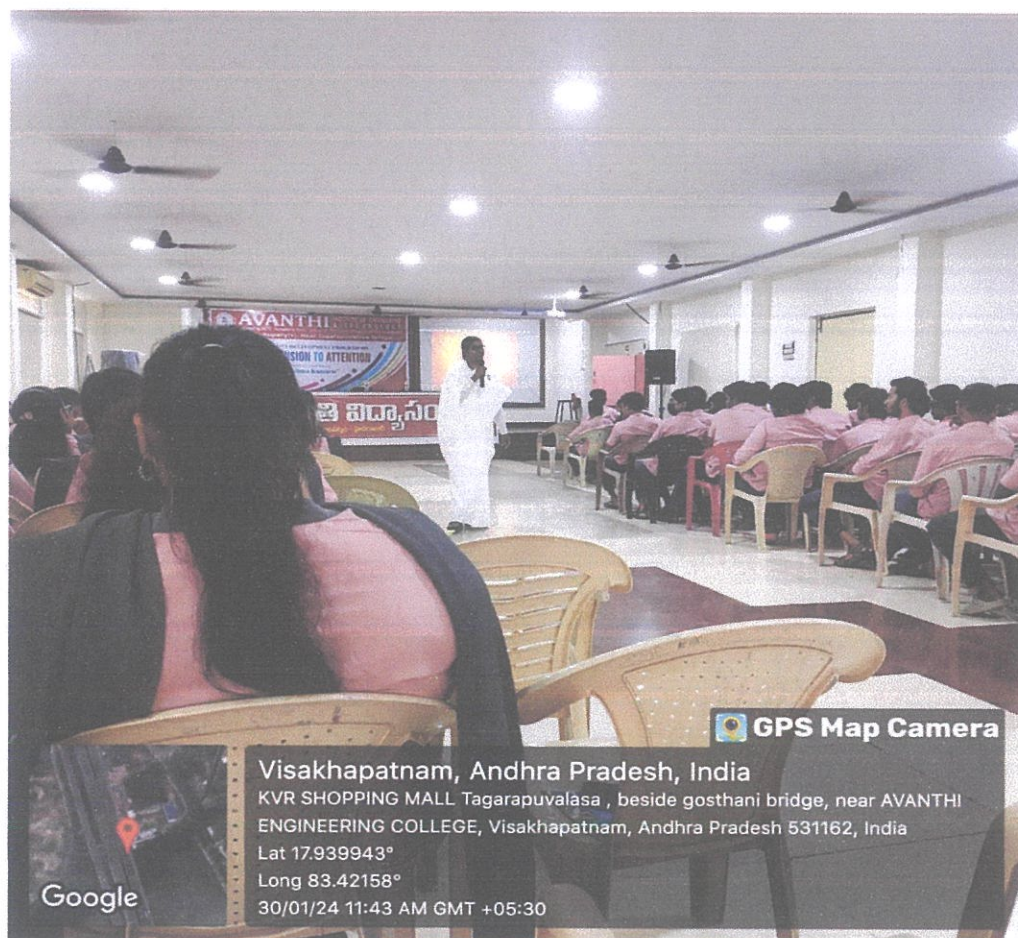 AVANTHI
TO ATTENTION
విద్యాసం
GPS Map Camera
Visakhapatnam, Andhra Pradesh, India
KVR SHOPPING MALL Tagarapuvalasa , beside gosthani bridge, near AVANTHI
ENGINEERING COLLEGE, Visakhapatnam, Andhra Pradesh 531162, India
Lat 17.939943°
Long 83.42158°
30/01/24 11:43 AM GMT +05:30
Google